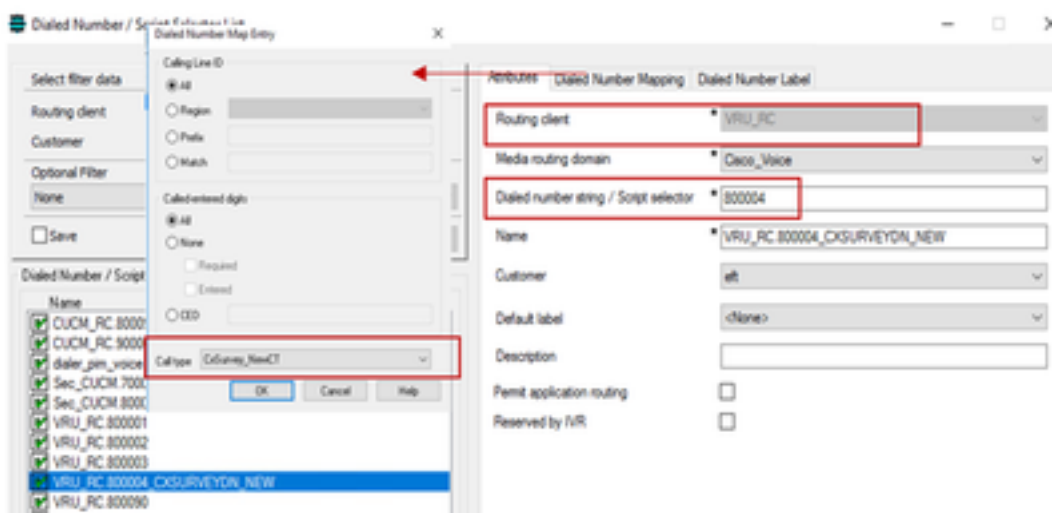 Dialed Number / Script Selector List
Dialed Number Map Entry
Calling Line ID
All
Region
Prefix
Match
Called-entered digits
All
None
Required
Entered
CED
Call type CxSurvey_NewCT
OK Cancel Help
Select filter data
Routing client
Customer
Optional Filter
None
Save
Dialed Number / Script
Name
CUCM_RC.80001
CUCM_RC.9000
dialer_pim_voice
Sec_CUCM.7000
Sec_CUCM.8000
VRU_RC.800001
VRU_RC.800002
VRU_RC.800003
VRU_RC.800004_CXSURVEYDN_NEW
VRU_RC.800090
Attributes Dialed Number Mapping Dialed Number Label
Routing client * VRU_RC
Media routing domain * Cisco_Voice
Dialed number string / Script selector * 800004
Name * VRU_RC.800004_CXSURVEYDN_NEW
Customer eft
Default label <None>
Description
Permit application routing
Reserved by IVR